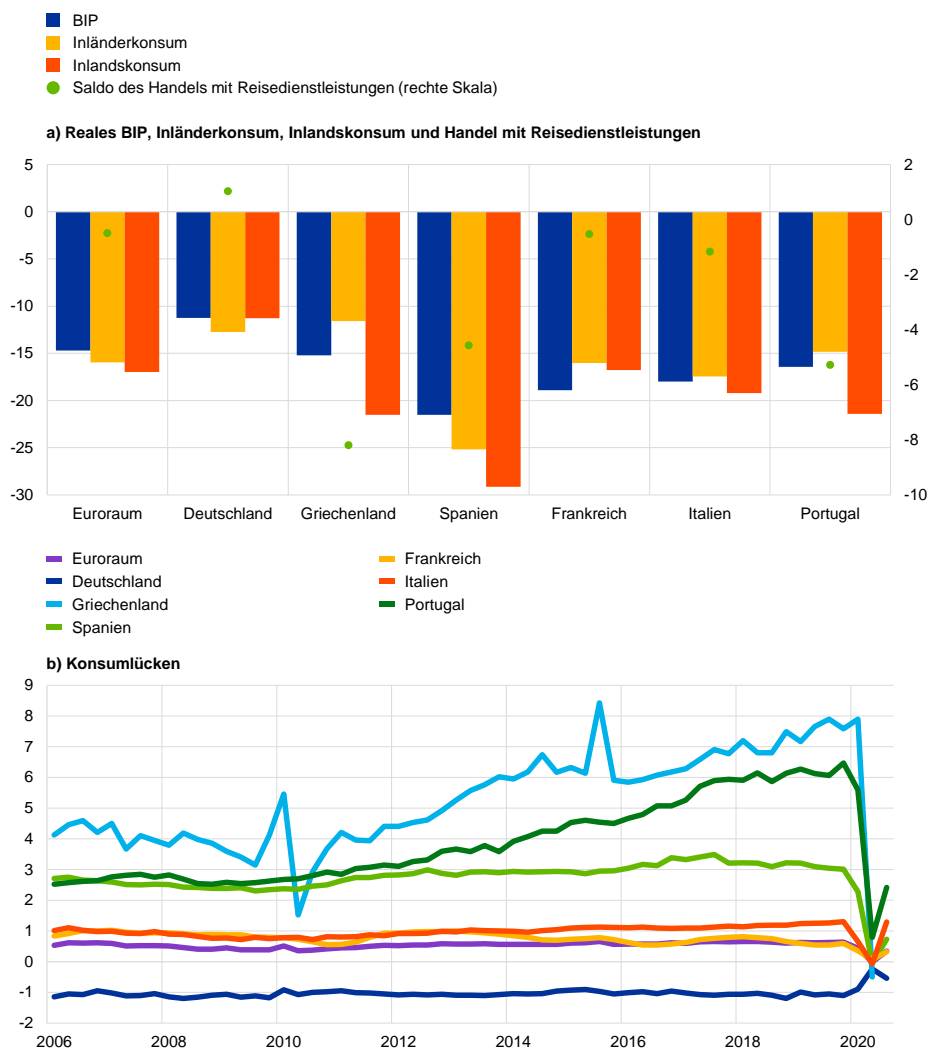 BIP
Inländerkonsum
Inlandskonsum
Saldo des Handels mit Reisedienstleistungen (rechte Skala)
a) Reales BIP, Inländerkonsum, Inlandskonsum und Handel mit Reisedienstleistungen
5 2
0 0
-5 -2
-10
-15 -4
-20 -6
-25 -8
-30 -10
Euroraum Deutschland Griechenland Spanien Frankreich Italien Portugal
Euroraum Frankreich
Deutschland Italien
Griechenland Portugal
Spanien
b) Konsumlücken
9
8
7
6
5
4
3
2
1
0
-1
-2
2006 2008 2010 2012 2014 2016 2018 2020